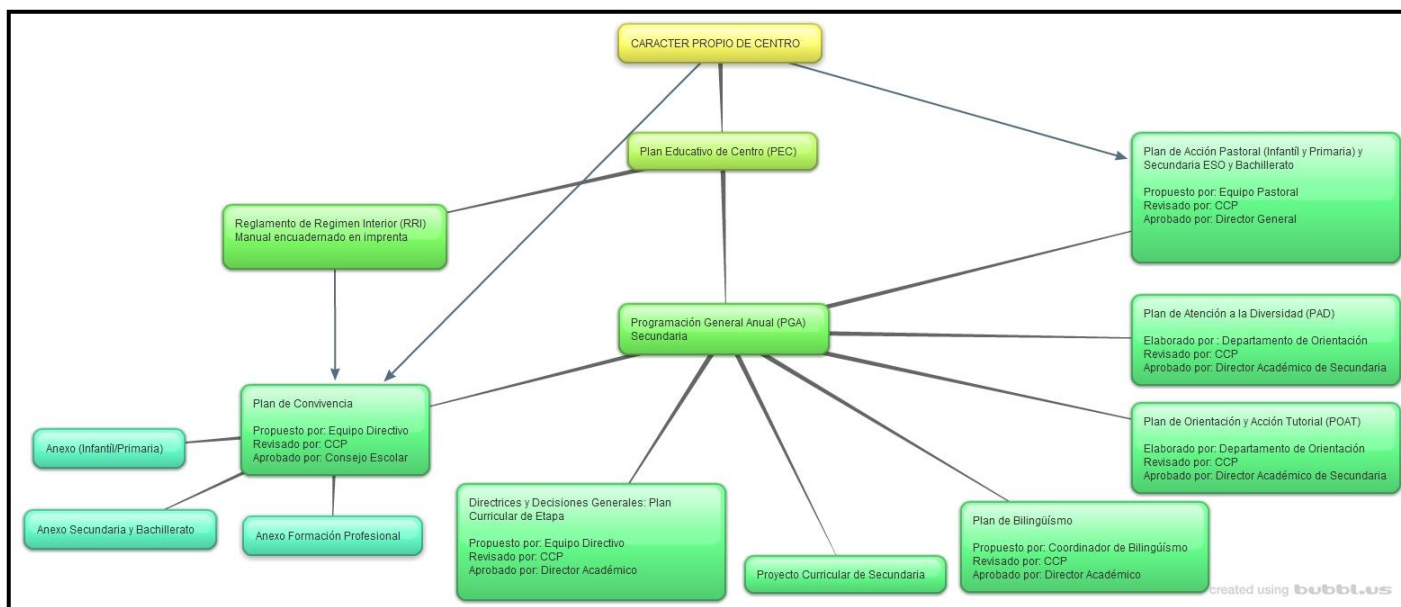 CARACTER PROPIO DE CENTRO
Plan Educativo de Centro (PEC)
Plan de Acción Pastoral (Infantíl y Primaria) y
Secundaria ESO y Bachillerato
Propuesto por: Equipo Pastoral
Revisado por: CCP
Aprobado por: Director General
Reglamento de Regimen Interior (RRI)
Manual encuadernado en imprenta
Programación General Anual (PGA)
Secundaria
Plan de Atención a la Diversidad (PAD)
Elaborado por : Departamento de Orientación
Revisado por: CCP
Aprobado por: Director Académico de Secundaria
Plan de Convivencia
Propuesto por: Equipo Directivo
Revisado por: CCP
Aprobado por: Consejo Escolar
Plan de Orientación y Acción Tutorial (POAT)
Elaborado por: Departamento de Orientación
Revisado por: CCP
Aprobado por: Director Académico de Secundaria
Anexo (Infantíl/Primaria)
Anexo Secundaria y Bachillerato
Anexo Formación Profesional
Directrices y Decisiones Generales: Plan
Curricular de Etapa
Propuesto por: Equipo Directivo
Revisado por: CCP
Aprobado por: Director Académico
Proyecto Curricular de Secundaria
Plan de Bilingüísmo
Propuesto por: Coordinador de Bilingüísmo
Revisado por: CCP
Aprobado por: Director Académico
created using bubbl.us